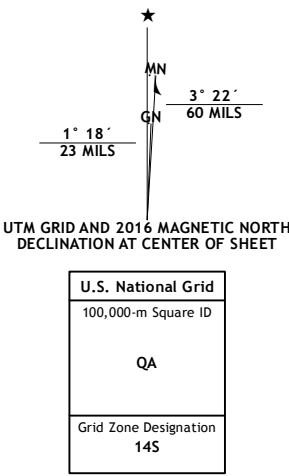 ★
MN
3° 22´
60 MILS
GN
1° 18´
23 MILS
UTM GRID AND 2016 MAGNETIC NORTH
DECLINATION AT CENTER OF SHEET
U.S. National Grid
100,000-m Square ID
QA
Grid Zone Designation
14S